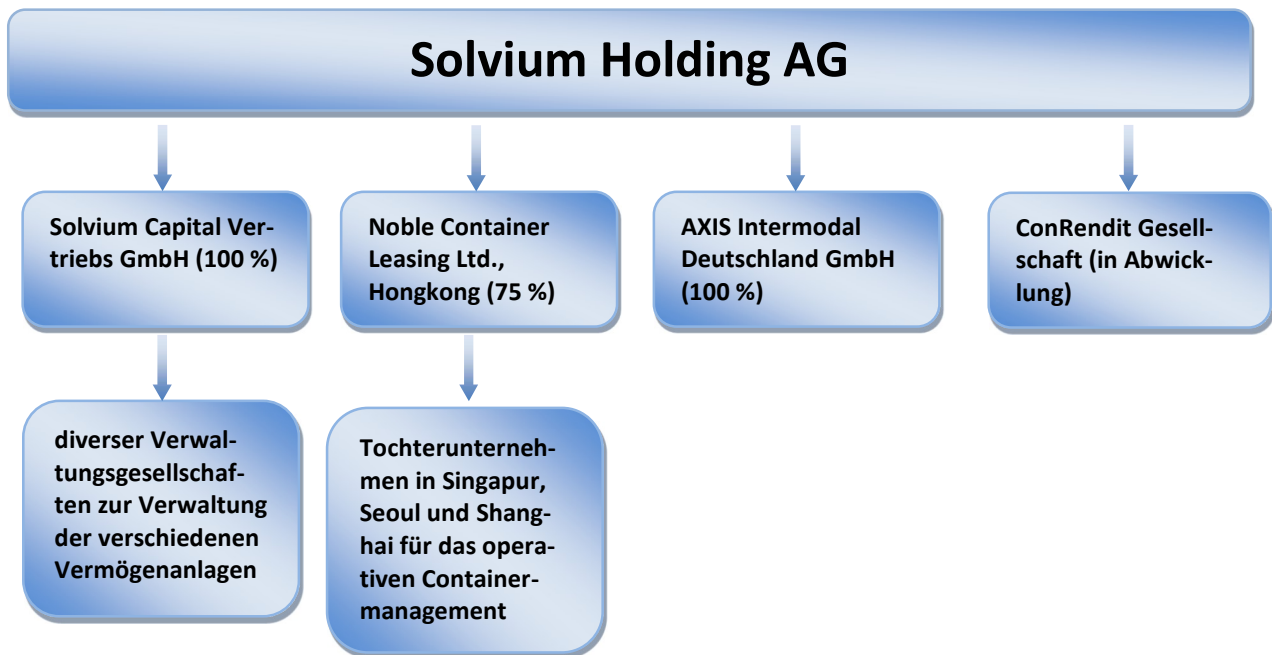 Solvium Holding AG
Solvium Capital Ver-
triebs GmbH (100 %)
Noble Container
Leasing Ltd.,
Hongkong (75 %)
AXIS Intermodal
Deutschland GmbH
(100 %)
ConRendit Gesell-
schaft (in Abwick-
lung)
diverser Verwal-
tungsgesellschaf-
ten zur Verwaltung
der verschiedenen
Vermögenanlagen
Tochterunterneh-
men in Singapur,
Seoul und Shang-
hai für das opera-
tiven Container-
management